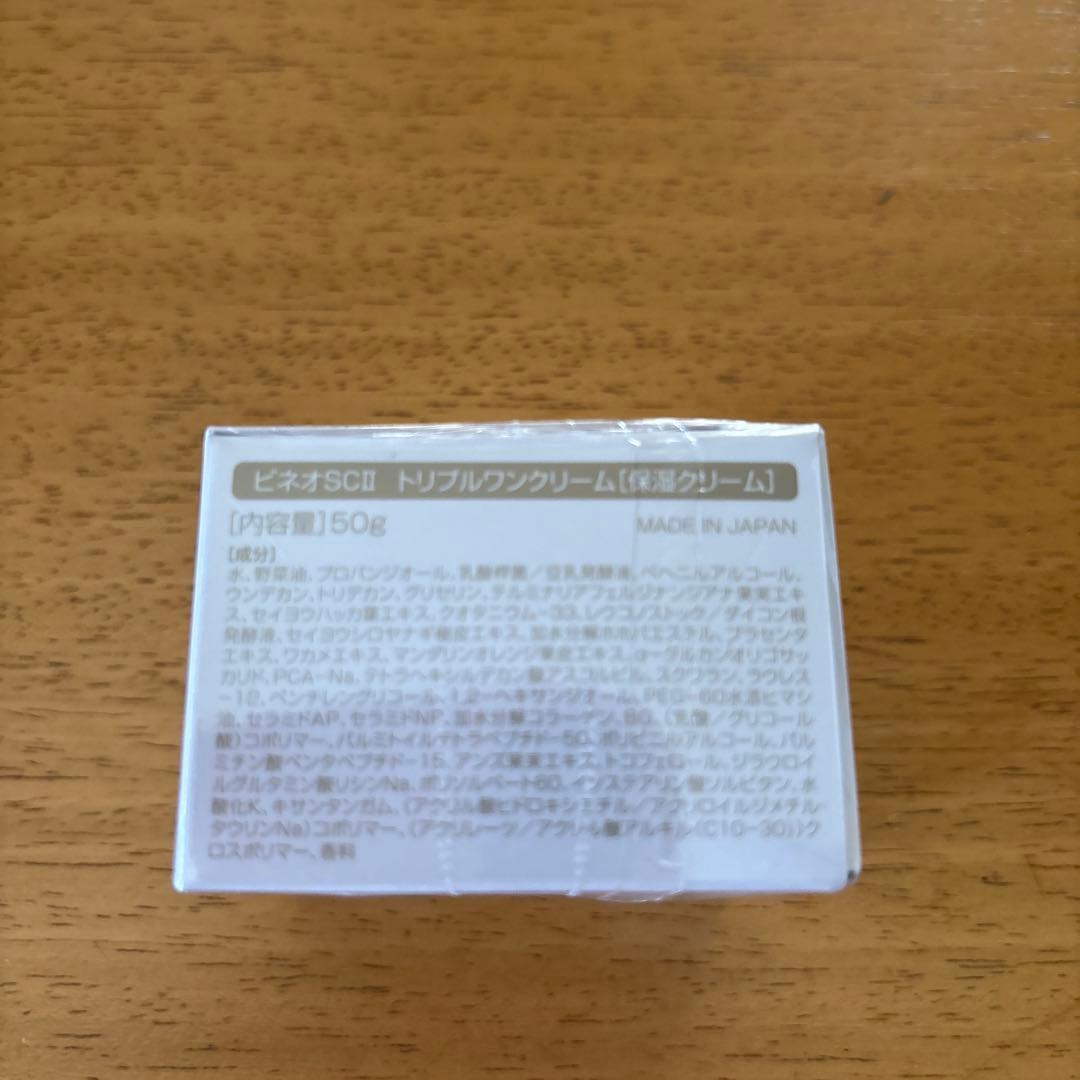 ビネオSCⅡ トリプルワンクリーム[保湿クリーム]
[内容量]50g
MADE IN JAPAN
[成分]
水、野菜油、プロパンジオール、乳酸桿菌/豆乳発酵液、ベヘニルアルコール、
ウンデカン、トリデカン、グリセリン、テルミナリアフェルジナンジアナ果実エキ
ス、セイヨウハッカ葉エキス、クオタニウム-33、レウコノストック/ダイコン根
発酵液、セイヨウシロヤナギ樹皮エキス、加水分解ホホバエステル、プラセンタ
エキス、ワカメエキス、マンダリンオレンジ果皮エキス、α-グルカンオリゴサッ
カリド、PCA-Na、テトラヘキシルデカン酸アスコルビル、スクワラン、ラウレス
-12、ペンチレングリコール、1,2-ヘキサンジオール、PEG-60水添ヒマシ
油、セラミドAP、セラミドNP、加水分解コラーゲン、BG、(乳酸/グリコール
酸)コポリマー、パルミトイルテトラペプチド-50、ポリビニルアルコール、パル
ミチン酸ペンタペプチド-15、アンズ果実エキス、トコフェロール、ジラウロイ
ルグルタミン酸リシンNa、ポリソルベート60、イソステアリン酸ソルビタン、水
酸化K、キサンタンガム、(アクリル酸ヒドロキシエチル/アクリロイルジメチル
タウリンNa)コポリマー、(アクリレーツ/アクリル酸アルキル(C10-30))ク
ロスポリマー、香料